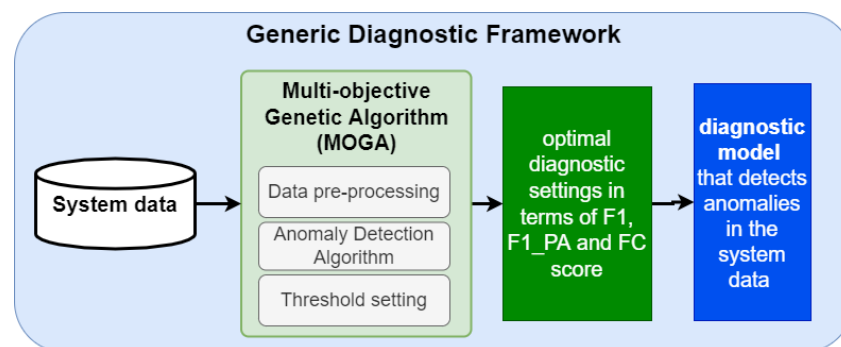 Generic Diagnostic Framework
System data
Multi-objective
Genetic Algorithm
(MOGA)
Data pre-processing
Anomaly Detection
Algorithm
Threshold setting
optimal
diagnostic
settings in
terms of F1,
F1_PA and FC
score
diagnostic
model
that detects
anomalies
in the
system
data